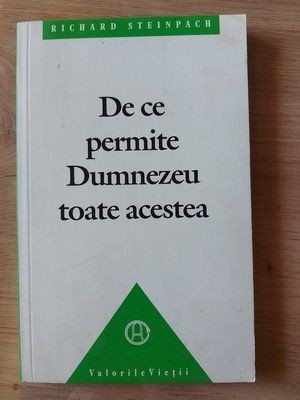 RICHARD STEINPACH
De ce
permite
Dumnezeu
toate acestea
ValorileVieții